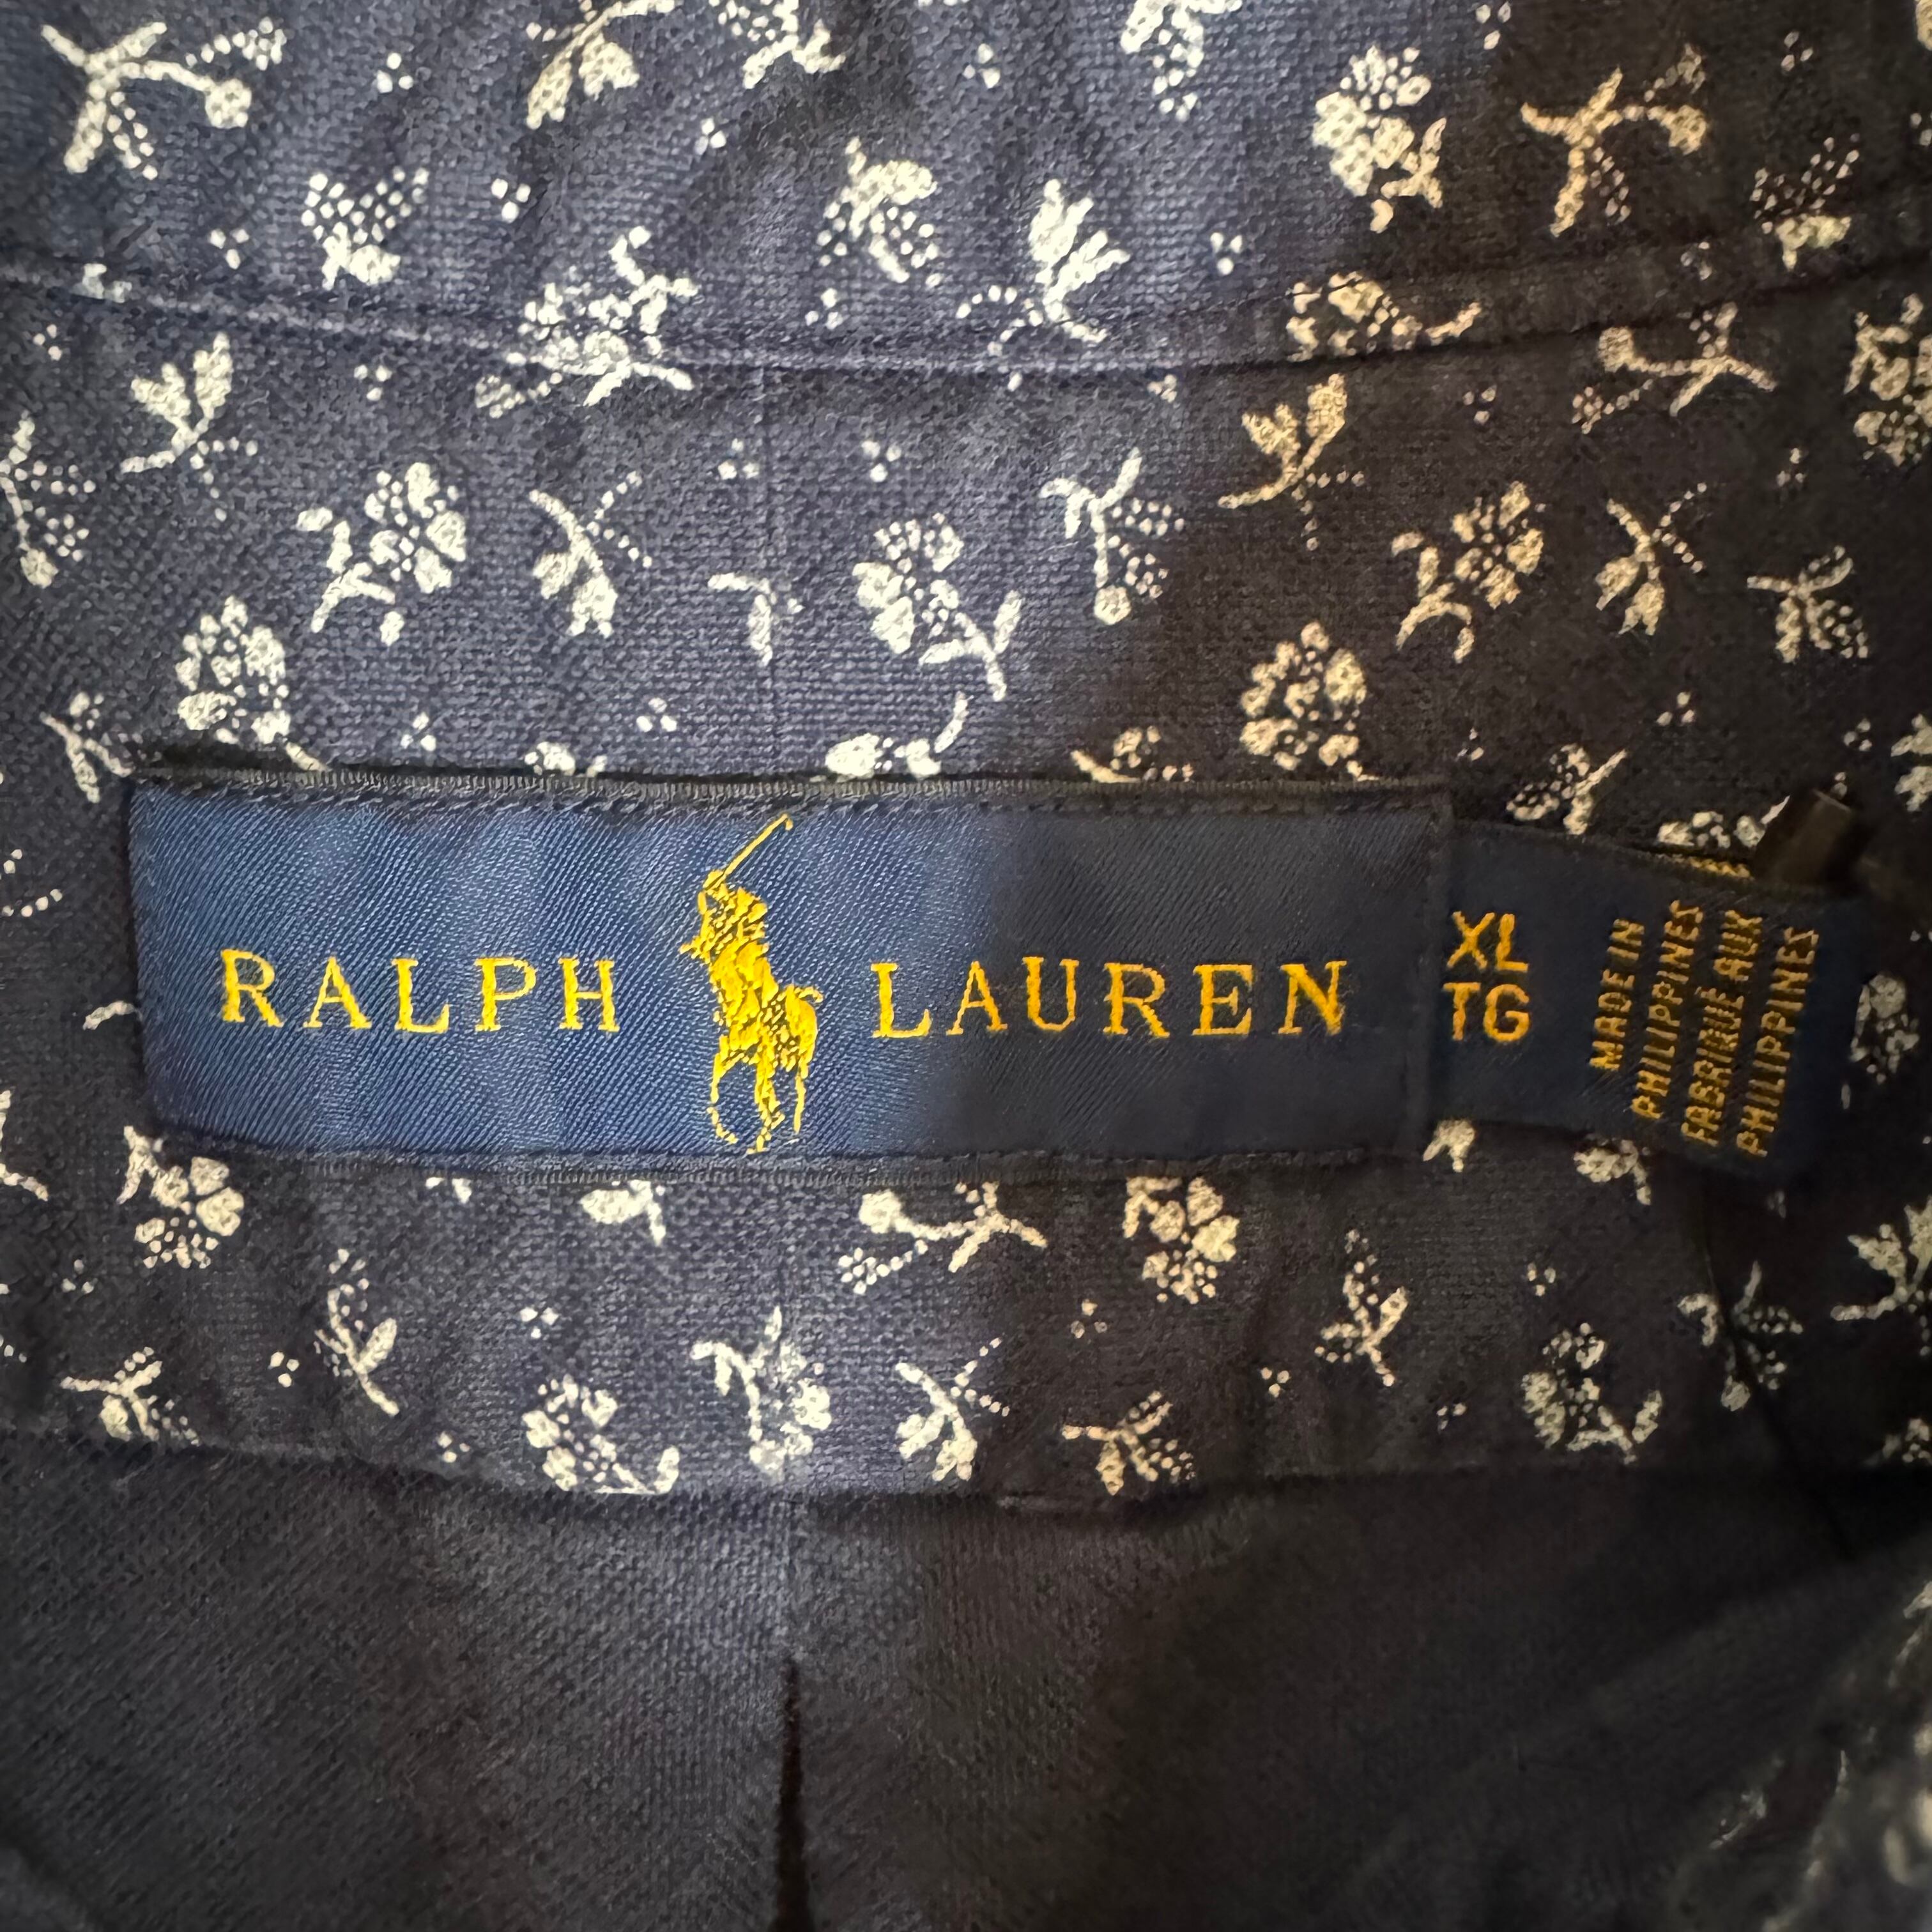 RALPH LAUREN
XL
TG
MADE IN
PHILIPPINES
FABRIQUÉ AUX
PHILIPPINES